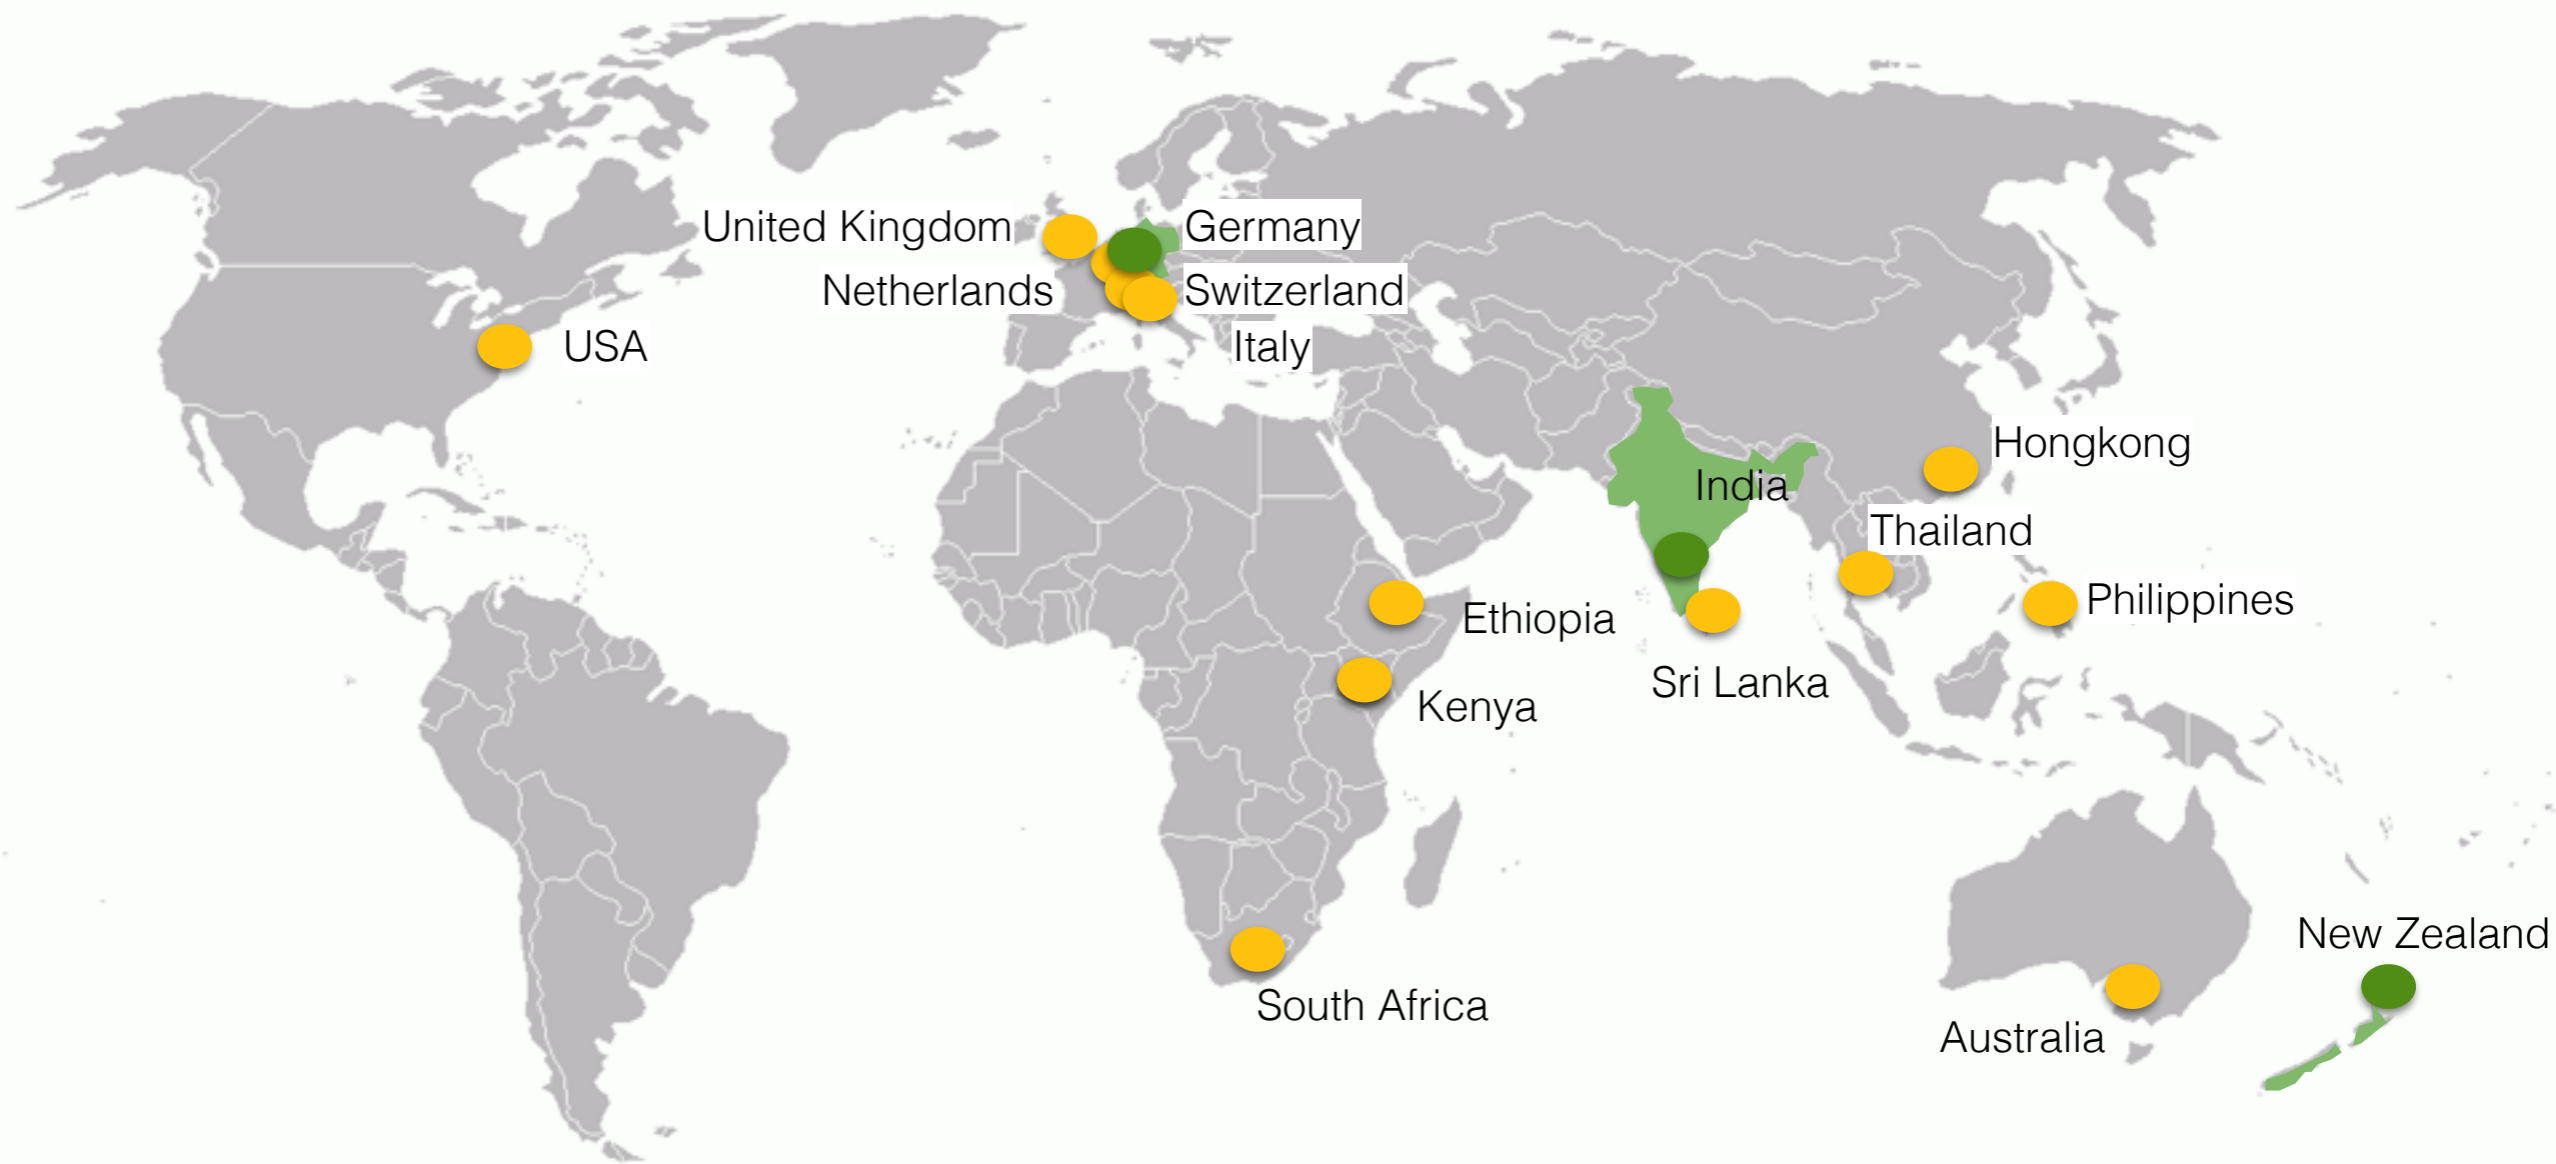 United Kingdom
Germany
Netherlands
Switzerland
USA
Italy
Hongkong
India
Thailand
Philippines
Ethiopia
Sri Lanka
Kenya
New Zealand
South Africa
Australia